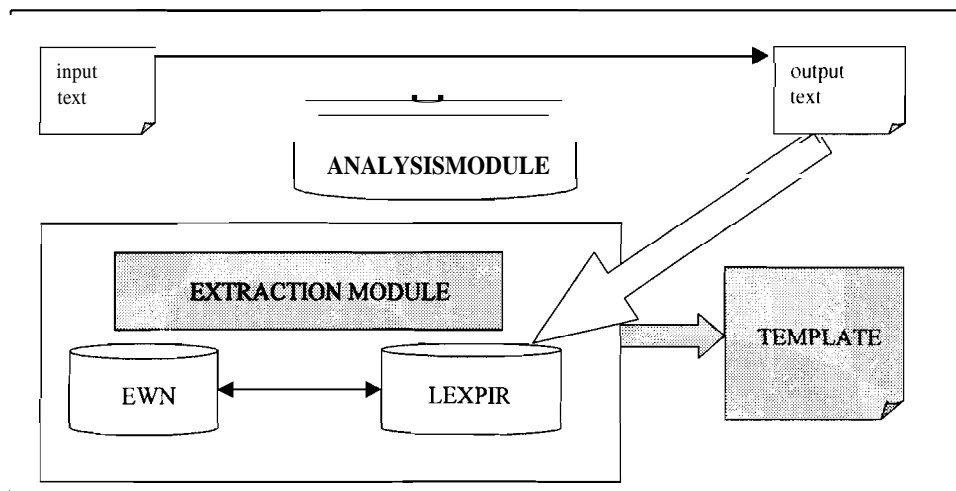 input
text
output
text
ANALYSISMODULE
EXTRACTION MODULE
TEMPLATE
EWN
LEXPIR